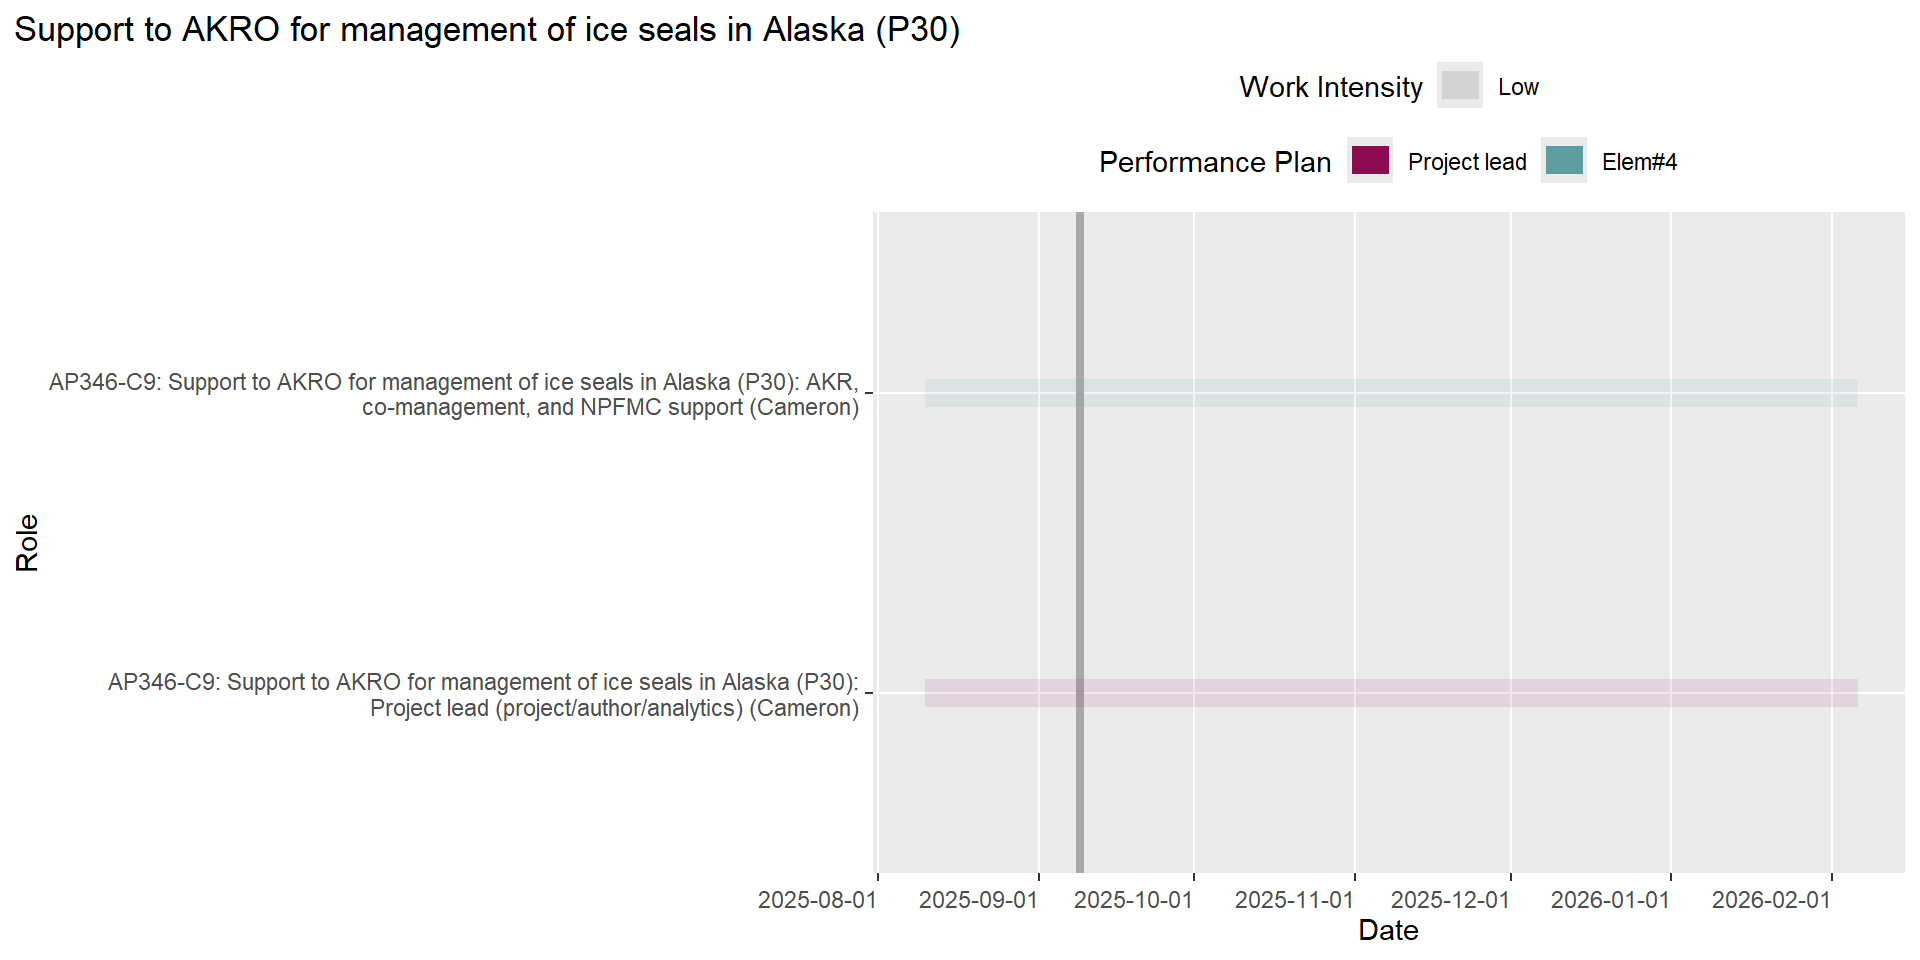 Support to AKRO for management of ice seals in Alaska (P30)
Work Intensity Low
Performance Plan Project lead Elem#4
AP346-C9: Support to AKRO for management of ice seals in Alaska (P30): AKR,
co-management, and NPFMC support (Cameron)
Role
AP346-C9: Support to AKRO for management of ice seals in Alaska (P30):
Project lead (project/author/analytics) (Cameron)
2025-08-01 2025-09-01 2025-10-01 2025-11-01 2025-12-01 2026-01-01 2026-02-01
Date